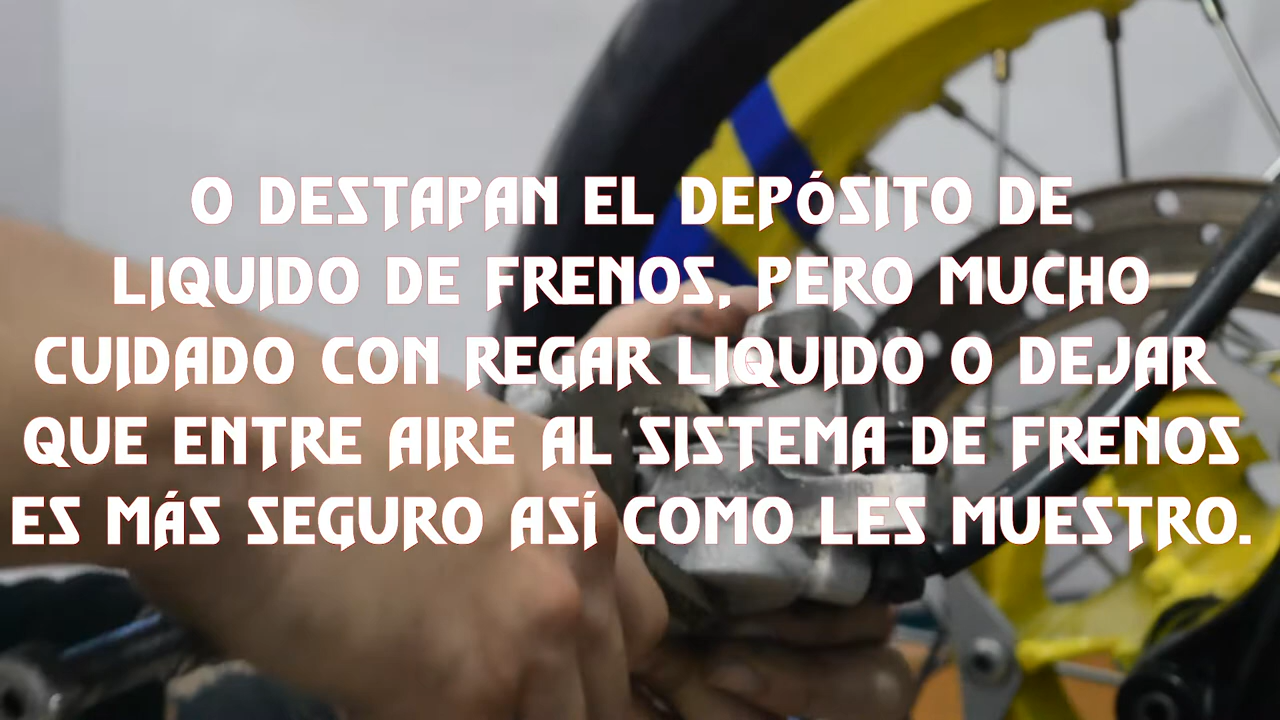 O DESTAPAN EL DEPÓSITO DE
LIQUIDO DE FRENOS, PERO MUCHO
CUIDADO CON REGAR LIQUIDO O DEJAR
QUE ENTRE AIRE AL SISTEMA DE FRENOS
ES MÁS SEGURO ASÍ COMO LES MUESTRO.